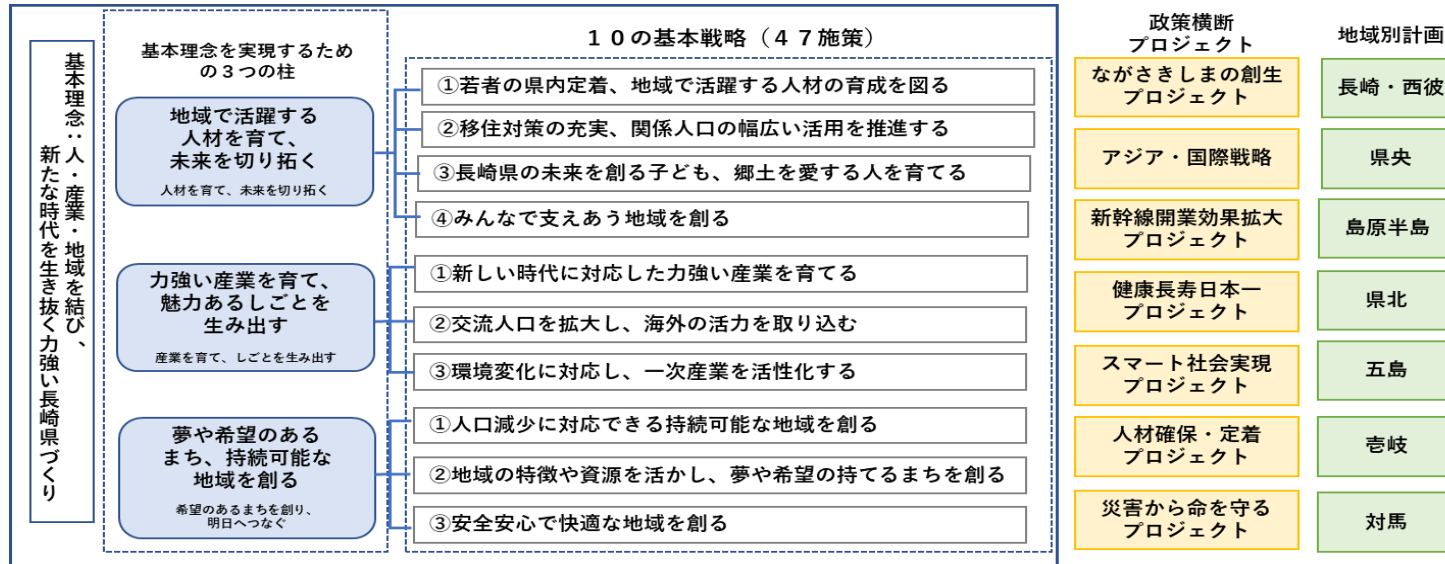 基本理念：人・産業・地域を結び、
新たな時代を生き抜く力強い長崎県づくり
基本理念を実現するため
の３つの柱
地域で活躍する
人材を育て、
未来を切り拓く
人材を育て、未来を切り拓く
力強い産業を育て、
魅力あるしごとを
生み出す
産業を育て、しごとを生み出す
夢や希望のある
まち、持続可能な
地域を創る
希望のあるまちを創り、
明日へつなぐ
１０の基本戦略（４７施策）
①若者の県内定着、地域で活躍する人材の育成を図る
②移住対策の充実、関係人口の幅広い活用を推進する
③長崎県の未来を創る子ども、郷土を愛する人を育てる
④みんなで支えあう地域を創る
①新しい時代に対応した力強い産業を育てる
②交流人口を拡大し、海外の活力を取り込む
③環境変化に対応し、一次産業を活性化する
①人口減少に対応できる持続可能な地域を創る
②地域の特徴や資源を活かし、夢や希望の持てるまちを創る
③安全安心で快適な地域を創る
政策横断
プロジェクト
ながさきしまの創生
プロジェクト
アジア・国際戦略
新幹線開業効果拡大
プロジェクト
健康長寿日本一
プロジェクト
スマート社会実現
プロジェクト
人材確保・定着
プロジェクト
災害から命を守る
プロジェクト
地域別計画
長崎・西彼
県央
島原半島
県北
五島
壱岐
対馬